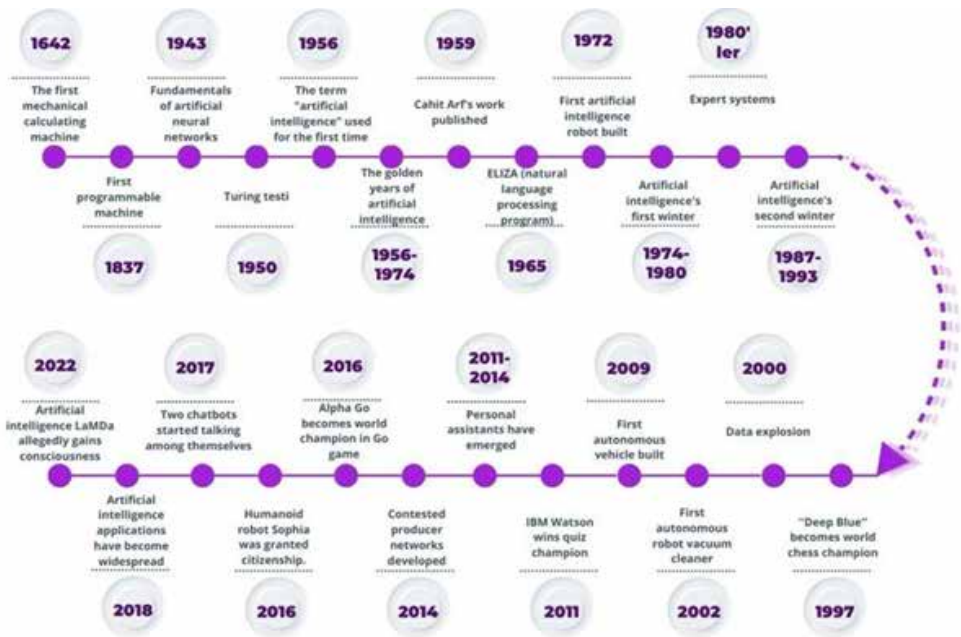 1642
The first
mechanical
calculating
machine
First
programmable
machine
1837
1943
Fundamentals
of artificial
neural
networks
Turing testi
1950
1956
The term
"artificial
intelligence" used
for the first time
The golden
years of
artificial
intelligence
1956-
1974
1959
Cahit Arf's work
published
ELIZA (natural
language
processing
program)
1965
1972
First artificial
intelligence
robot built
Artificial
intelligence's
first winter
1974-
1980
1980'
ler
Expert systems
Artificial
intelligence's
second winter
1987-
1993
"Deep Blue"
becomes world
chess champion
1997
2000
Data explosion
First
autonomous
robot vacuum
cleaner
2002
2009
First
autonomous
vehicle built
IBM Watson
wins quiz
champion
2011
2011-
2014
Personal
assistants have
emerged
Contested
producer
networks
developed
2014
2016
Alpha Go
becomes world
champion in Go
game
Humanoid
robot Sophia
was granted
citizenship.
2016
2017
Two chatbots
started talking
among themselves
Artificial
intelligence
applications
have become
widespread
2018
2022
Artificial
intelligence LaMDa
allegedly gains
consciousness